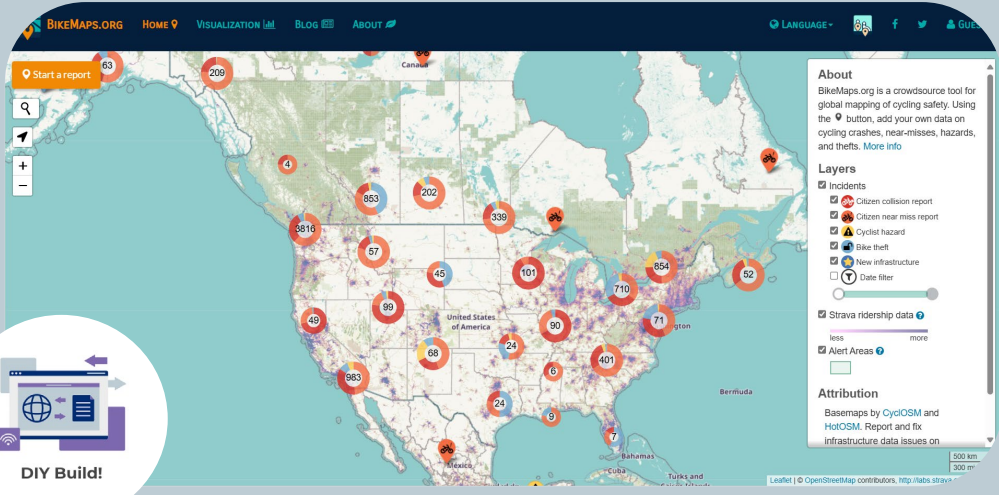 BIKEMAPS.ORG
HOME
VISUALIZATION
BLOG
ABOUT
LANGUAGE
Start a report
+
−
Canada
63
209
4
853
202
339
3816
57
45
101
710
854
52
99
49
United States
of America
90
71
68
24
401
983
6
24
9
7
Bermuda
Mexico
Bahamas
Cuba
Turks and
About
BikeMaps.org is a crowdsource tool for
global mapping of cycling safety. Using
the button, add your own data on
cycling crashes, near-misses, hazards,
and thefts. More info
Layers
Incidents
Citizen collision report
Citizen near miss report
Cyclist hazard
Bike theft
New infrastructure
Date filter
Strava ridership data ?
less more
Alert Areas ?
Attribution
Basemaps by CyclOSM and
HotOSM. Report and fix
infrastructure data issues on
500 km
Leaflet | © OpenStreetMap contributors, http://labs.strava
DIY Build!